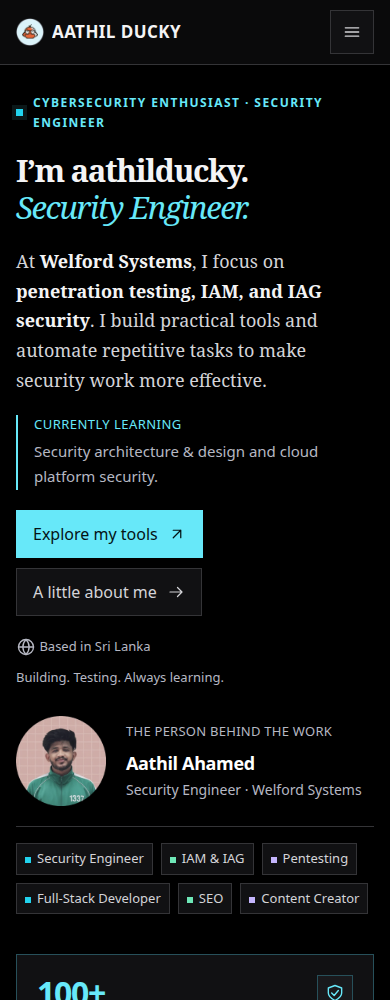 AATHIL DUCKY
CYBERSECURITY ENTHUSIAST · SECURITY
ENGINEER
I’m aathilducky.
Security Engineer.
At Welford Systems, I focus on
penetration testing, IAM, and IAG
security. I build practical tools and
automate repetitive tasks to make
security work more effective.
CURRENTLY LEARNING
Security architecture & design and cloud
platform security.
Explore my tools
A little about me
Based in Sri Lanka
Building. Testing. Always learning.
THE PERSON BEHIND THE WORK
Aathil Ahamed
Security Engineer · Welford Systems
1337
Security Engineer
IAM & IAG
Pentesting
Full-Stack Developer
SEO
Content Creator
100+